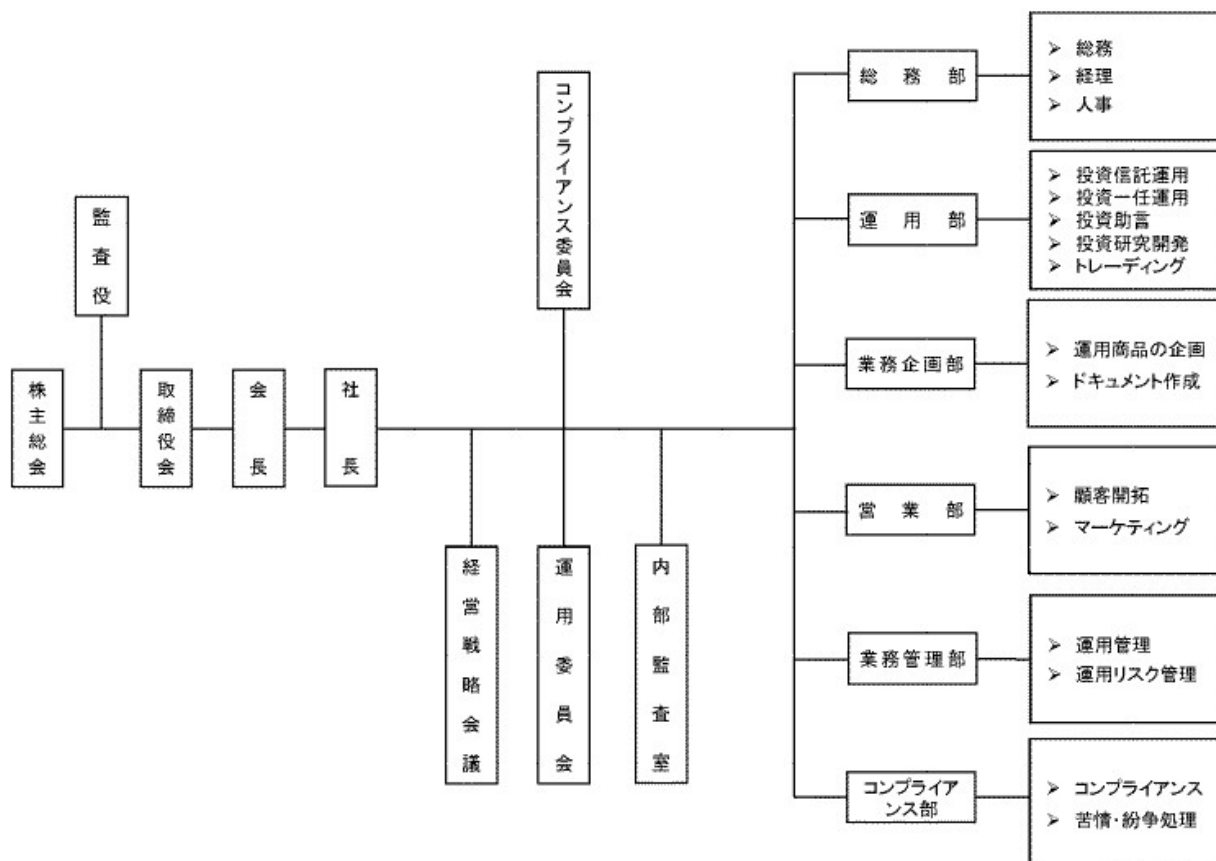 株主総会
監査役
取締役会
会長
社長
コンプライアンス委員会
経営戦略会議
運用委員会
内部監査室
総務部
➢ 総務
➢ 経理
➢ 人事
運用部
➢ 投資信託運用
➢ 投資一任運用
➢ 投資助言
➢ 投資研究開発
➢ トレーディング
業務企画部
➢ 運用商品の企画
➢ ドキュメント作成
営業部
➢ 顧客開拓
➢ マーケティング
業務管理部
➢ 運用管理
➢ 運用リスク管理
コンプライア
ンス部
➢ コンプライアンス
➢ 苦情・紛争処理